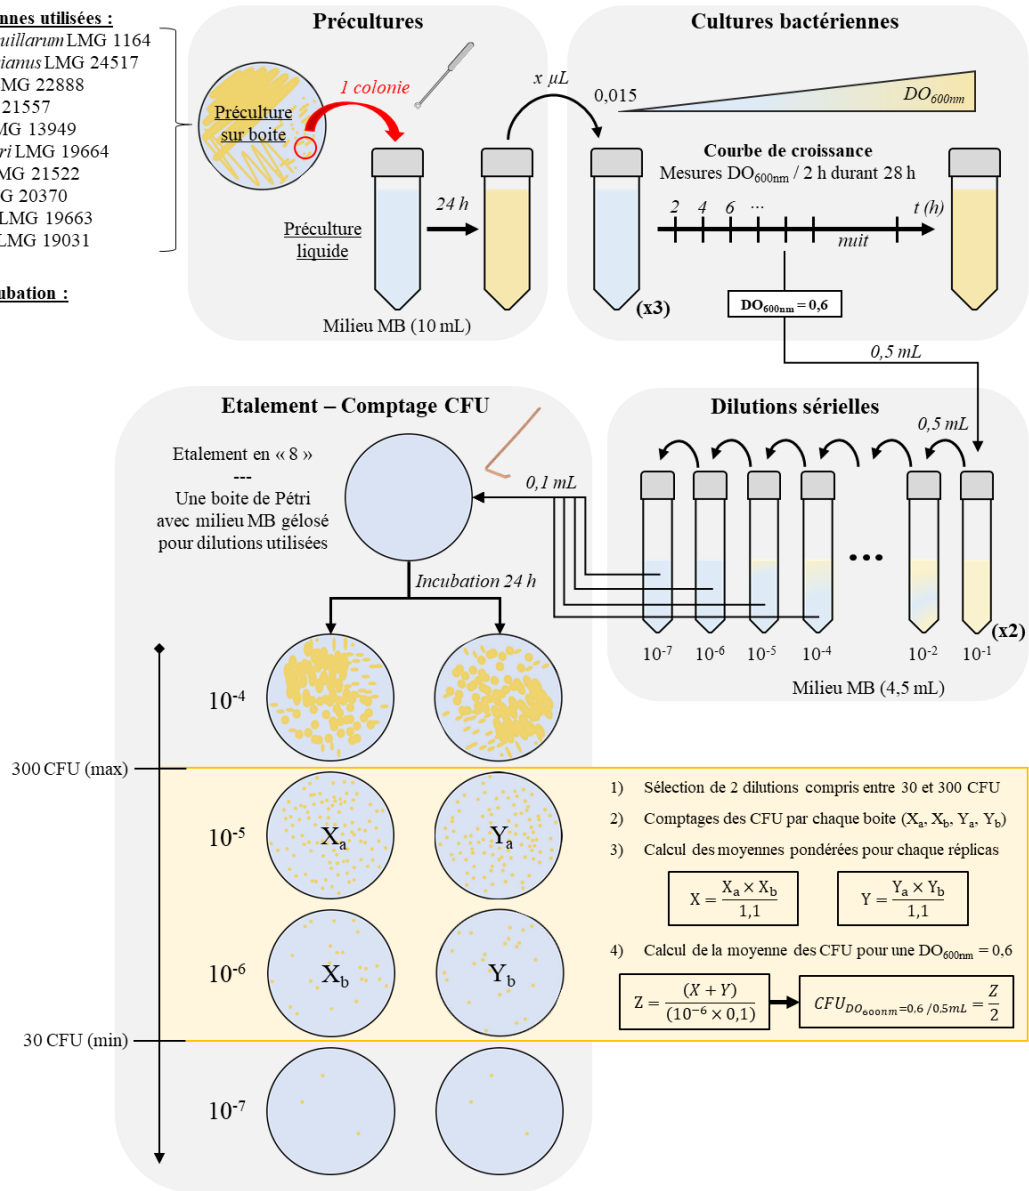 nnes utilisées :
uillarum LMG 1164
ianus LMG 24517
MG 22888
21557
MG 13949
ri LMG 19664
MG 21522
G 20370
LMG 19663
LMG 19031
ubation :
Précultures
1 colonie
Préculture
sur boite
24 h
Préculture
liquide
Milieu MB (10 mL)
x µL
Cultures bactériennes
0,015
DO600nm
Courbe de croissance
Mesures DO600nm / 2 h durant 28 h
2 4 6 ... t (h)
nuit
(x3)
DO600nm = 0,6
0,5 mL
Etalement – Comptage CFU
Etalement en « 8 »
---
Une boite de Pétri
avec milieu MB gélosé
pour dilutions utilisées
0,1 mL
Incubation 24 h
Dilutions sérielles
0,5 mL
...
(x2)
10-7 10-6 10-5 10-4 10-2 10-1
Milieu MB (4,5 mL)
10-4
300 CFU (max)
10-5
Xa Ya
10-6
Xb Yb
30 CFU (min)
10-7
1) Sélection de 2 dilutions compris entre 30 et 300 CFU
2) Comptages des CFU par chaque boite (Xa, Xb, Ya, Yb)
3) Calcul des moyennes pondérées pour chaque réplicas
X = Xa × Xb / 1,1
Y = Ya × Yb / 1,1
4) Calcul de la moyenne des CFU pour une DO600nm = 0,6
Z = (X + Y) / (10−6 × 0,1)
CFU DO600nm=0,6 /0,5mL = Z / 2